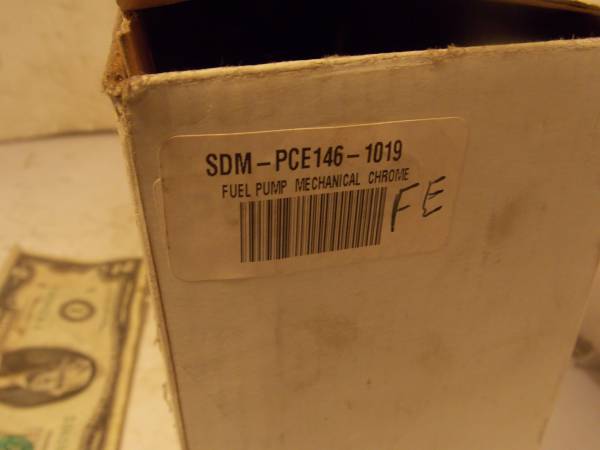 SDM-PCE146-1019
FUEL PUMP MECHANICAL CHROME
FE